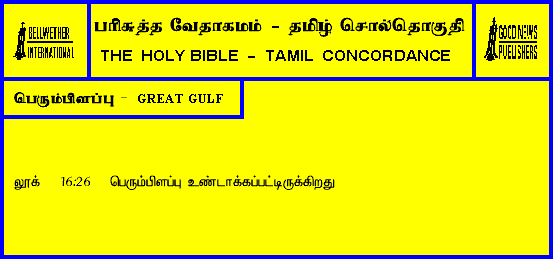 BELLWETHER
INTERNATIONAL
பரிசுத்த வேதாகமம் - தமிழ் சொல்தொகுதி
THE HOLY BIBLE - TAMIL CONCORDANCE
GOOD NEWS
PUBLISHERS
பெரும்பிளப்பு - GREAT GULF
லூக் 16:26 பெரும்பிளப்பு உண்டாக்கப்பட்டிருக்கிறது